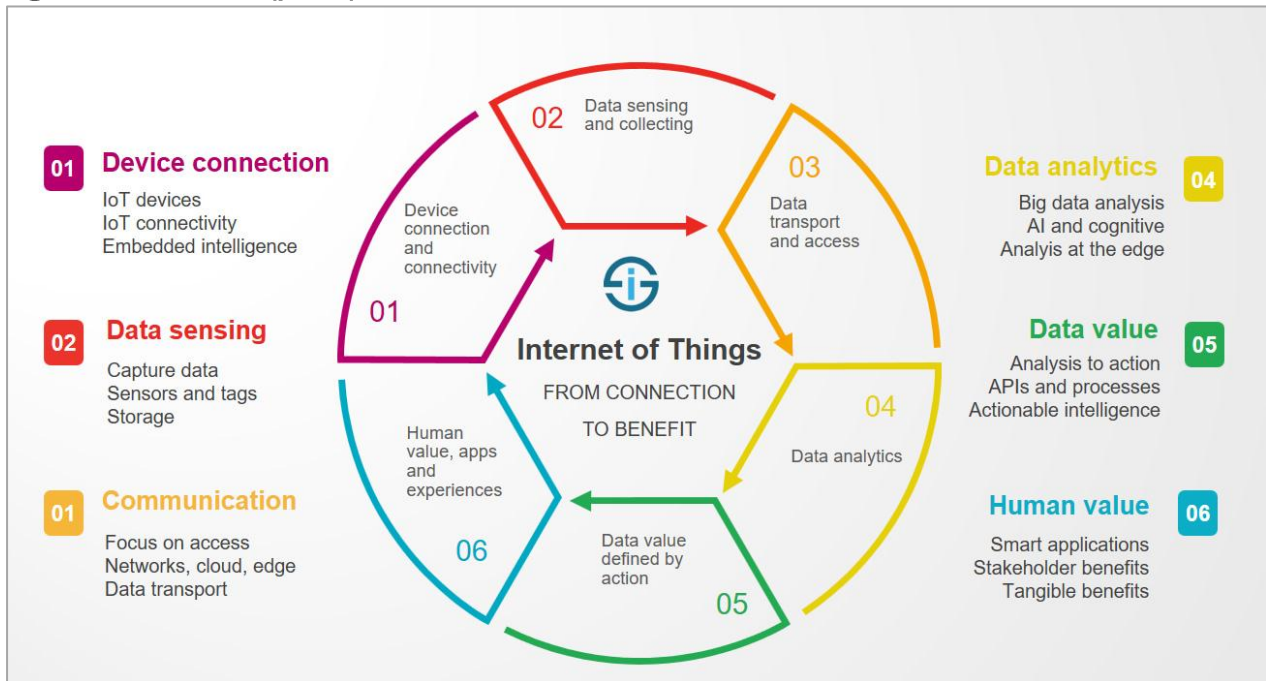 01 Device connection
IoT devices
IoT connectivity
Embedded intelligence
02 Data sensing
Capture data
Sensors and tags
Storage
01 Communication
Focus on access
Networks, cloud, edge
Data transport
Device
connection
and
connectivity
01
02
Data sensing
and collecting
03
Data
transport
and access
04
Data analytics
Data value
defined by
action
05
Human
value, apps
and
experiences
06
Internet of Things
FROM CONNECTION
TO BENEFIT
Data analytics 04
Big data analysis
AI and cognitive
Analyis at the edge
Data value 05
Analysis to action
APIs and processes
Actionable intelligence
Human value 06
Smart applications
Stakeholder benefits
Tangible benefits